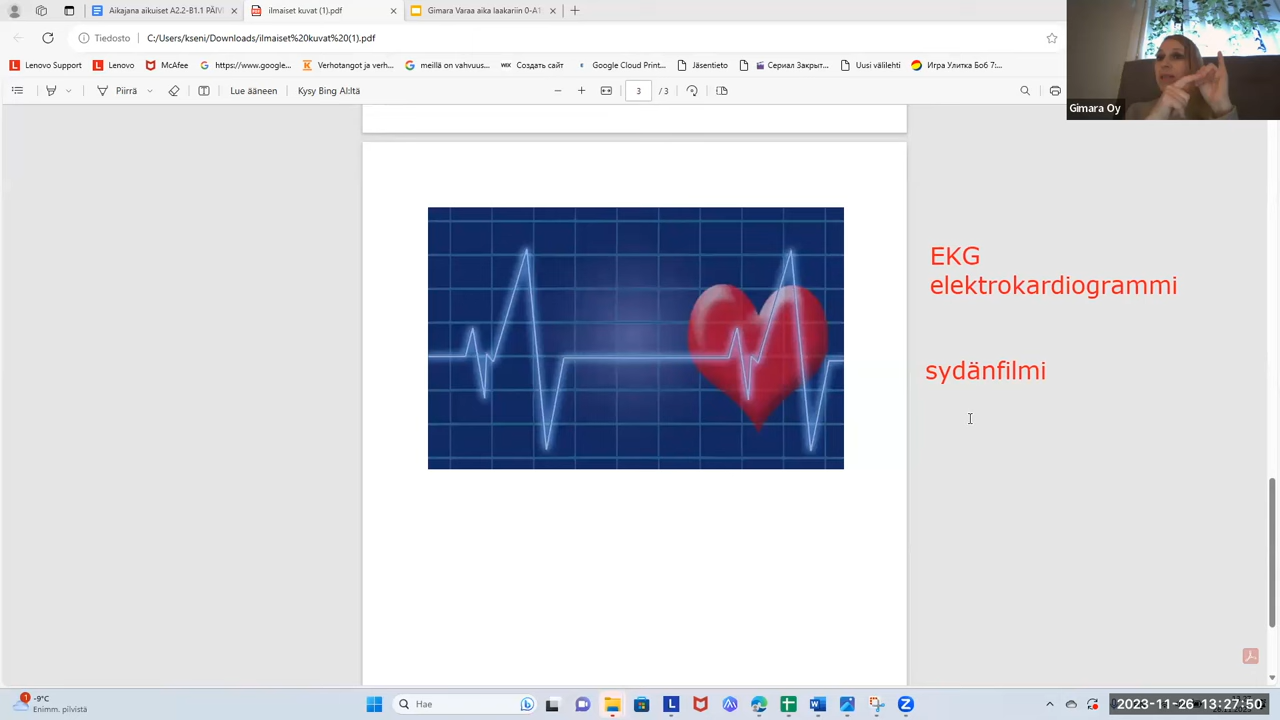 Aikajana aikuiset A2.2-B1.1 PÄIV
ilmaiset kuvat (1).pdf
Gimara Varaa aika laakariin 0-A1
Tiedosto
C:/Users/kseni/Downloads/ilmaiset%20kuvat%20(1).pdf
Lenovo Support
Lenovo
McAfee
https://www.google...
Verhotangot ja verh...
meillä on vahvuus...
WIX Создать сайт
Google Cloud Print...
Jäsentieto
Сериал Закрыт...
Uusi välilehti
Игра Улитка Боб 7:...
Piirrä
Lue ääneen
Kysy Bing AI:ltä
3 / 3
Gimara Oy
EKG
elektrokardiogrammi
sydänfilmi
1
-9°C
Enimm. pilvistä
Hae
2023-11-26 13:27:50